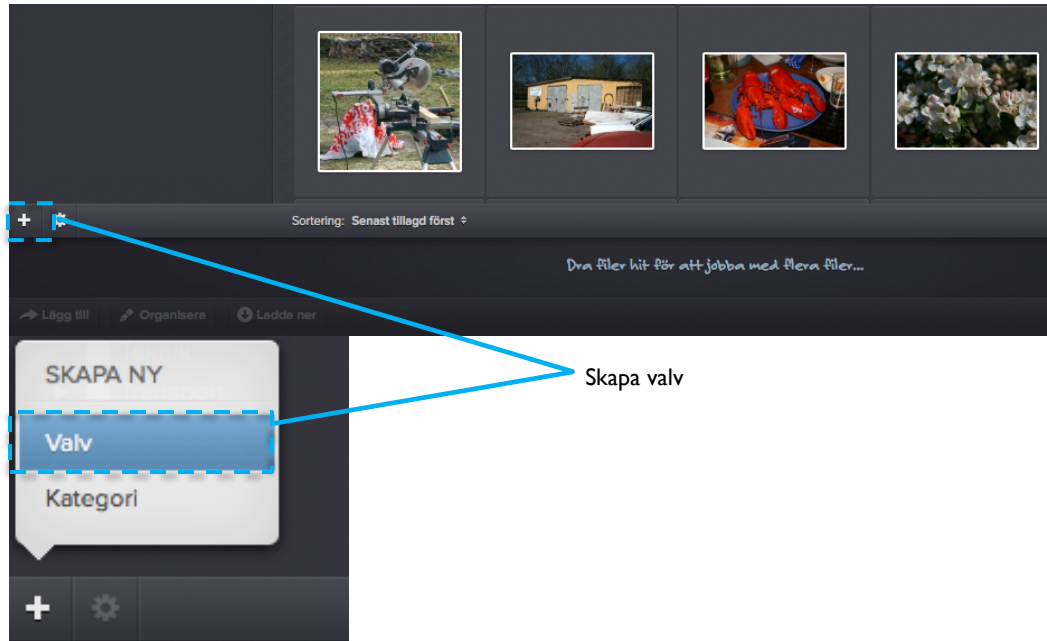 Sortering: Senast tillagd först
Dra filer hit för att jobba med flera filer...
Lägg till
Organisera
Ladda ner
SKAPA NY
Valv
Kategori
Skapa valv